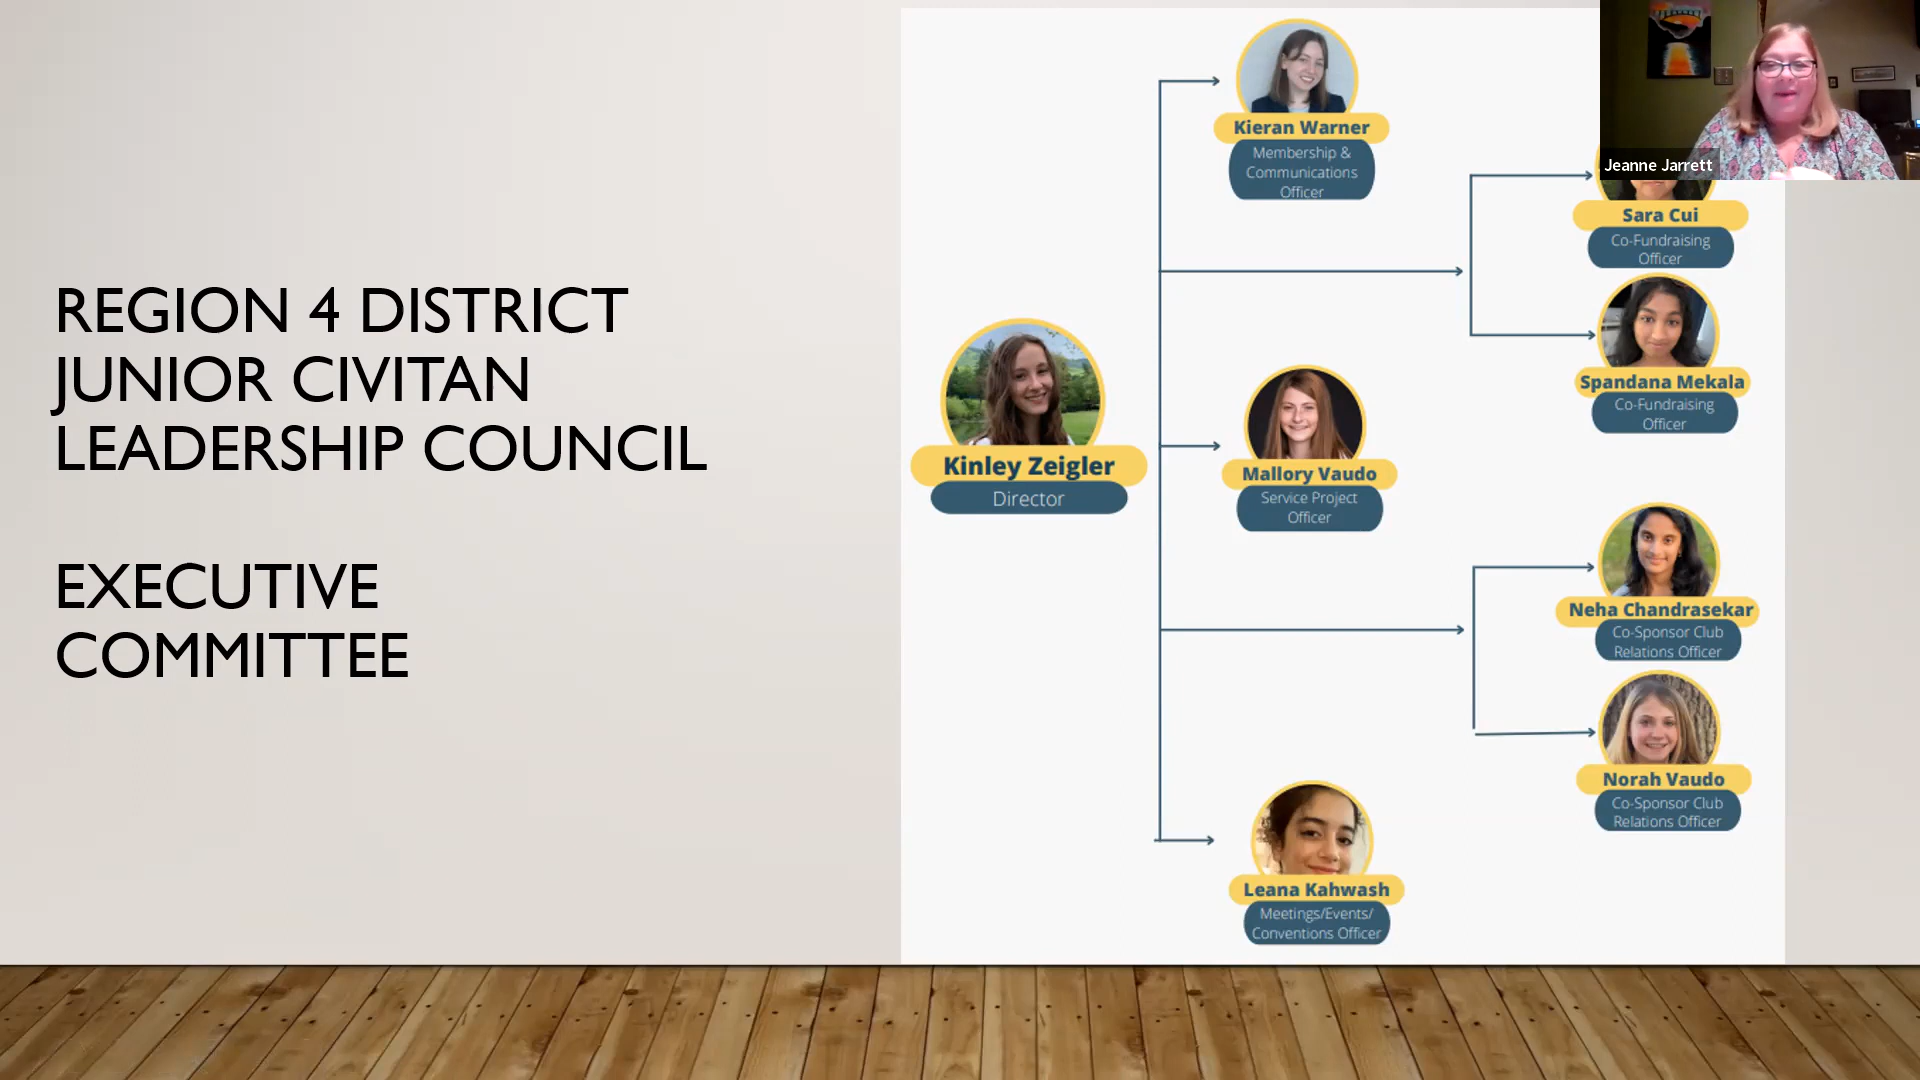 REGION 4 DISTRICT
JUNIOR CIVITAN
LEADERSHIP COUNCIL
EXECUTIVE
COMMITTEE
Kinley Zeigler
Director
Kieran Warner
Membership &
Communications
Officer
Jeanne Jarrett
Sara Cui
Co-Fundraising
Officer
Spandana Mekala
Co-Fundraising
Officer
Mallory Vaudo
Service Project
Officer
Neha Chandrasekar
Co-Sponsor Club
Relations Officer
Norah Vaudo
Co-Sponsor Club
Relations Officer
Leana Kahwash
Meetings/Events/
Conventions Officer